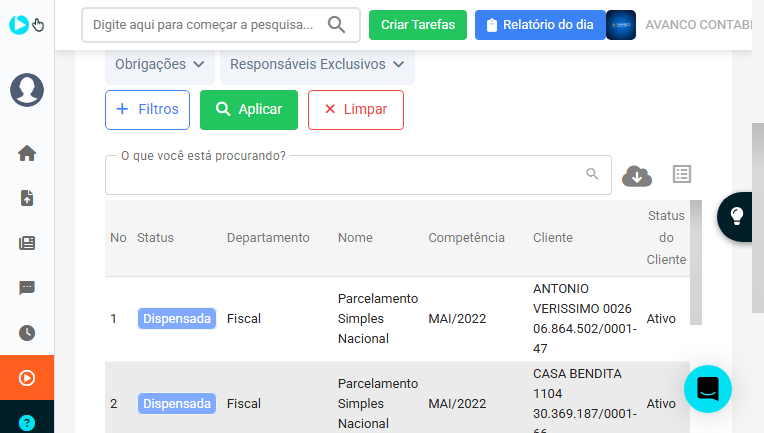 Digite aqui para começar a pesquisa...
Criar Tarefas
Relatório do dia
AVANCO CONTABI
Obrigações
Responsáveis Exclusivos
Filtros
Aplicar
Limpar
O que você está procurando?
No Status Departamento Nome Competência Cliente Status do Cliente
1 Dispensada Fiscal Parcelamento Simples Nacional MAI/2022 ANTONIO VERISSIMO 0026 06.864.502/0001-47 Ativo
2 Dispensada Fiscal Parcelamento Simples Nacional MAI/2022 CASA BENDITA 1104 30.369.187/0001-66 Ativo